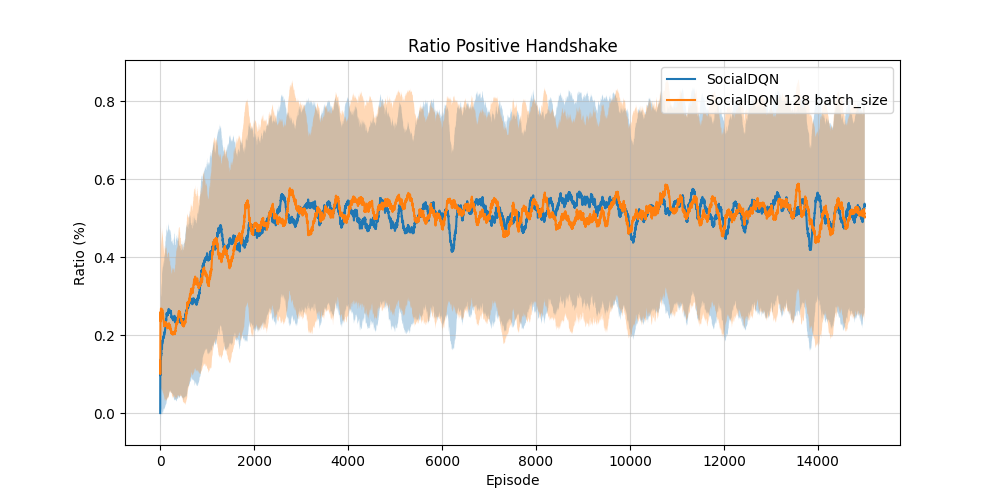 Ratio Positive Handshake
SocialDQN
SocialDQN 128 batch_size
Ratio (%)
0.8
0.6
0.4
0.2
0.0
0 2000 4000 6000 8000 10000 12000 14000
Episode